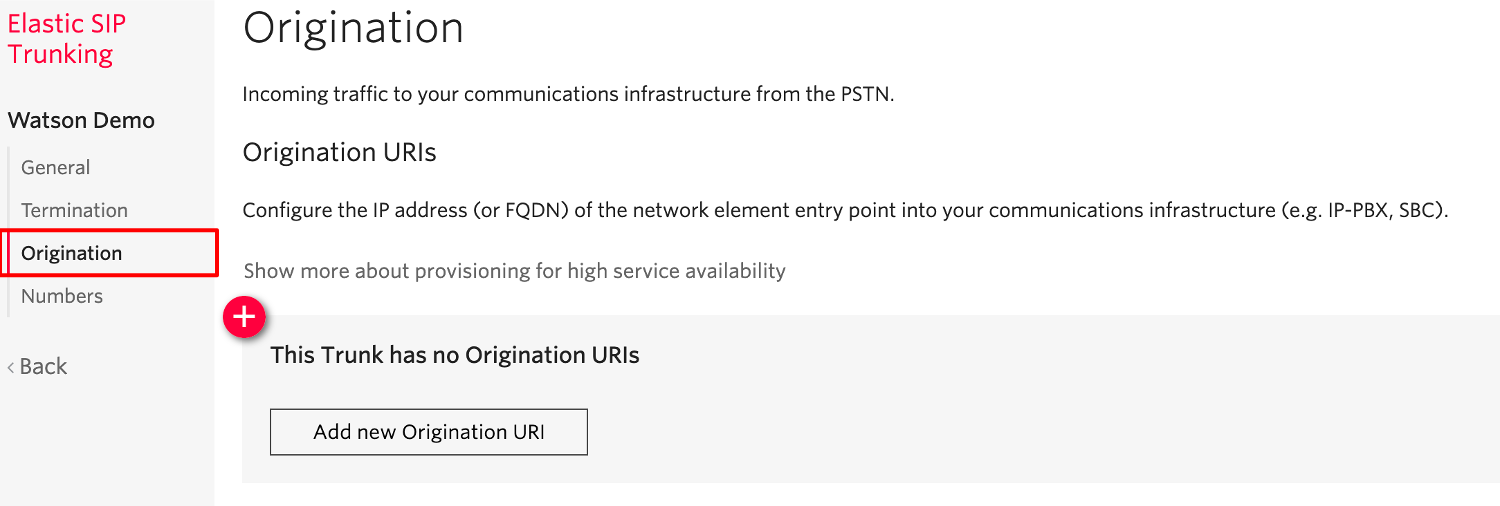 Elastic SIP
Trunking
Watson Demo
General
Termination
Origination
Numbers
Back
Origination
Incoming traffic to your communications infrastructure from the PSTN.
Origination URIs
Configure the IP address (or FQDN) of the network element entry point into your communications infrastructure (e.g. IP-PBX, SBC).
Show more about provisioning for high service availability
This Trunk has no Origination URIs
Add new Origination URI